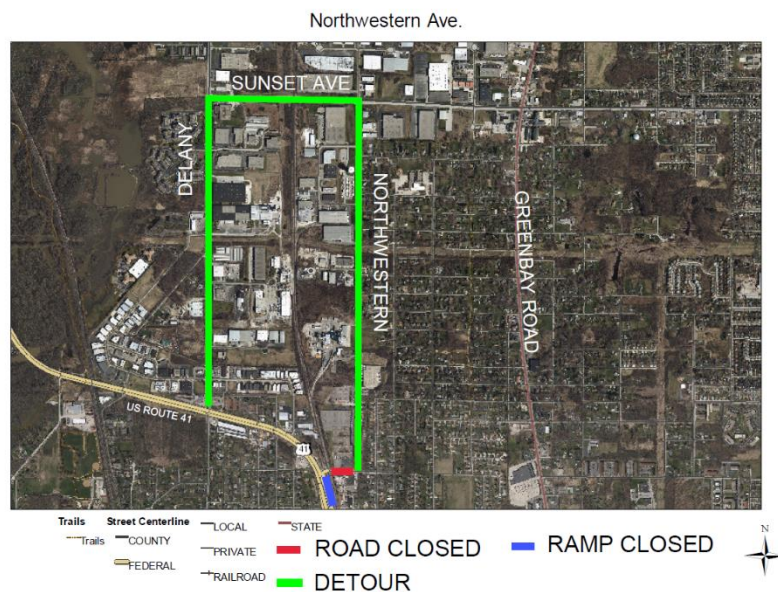 Northwestern Ave.
SUNSET AVE
DELANY
NORTHWESTERN
GREENBAY ROAD
US ROUTE 41
41
Trails
Trails
Street Centerline
COUNTY
FEDERAL
LOCAL
PRIVATE
RAILROAD
STATE
ROAD CLOSED
DETOUR
RAMP CLOSED
N